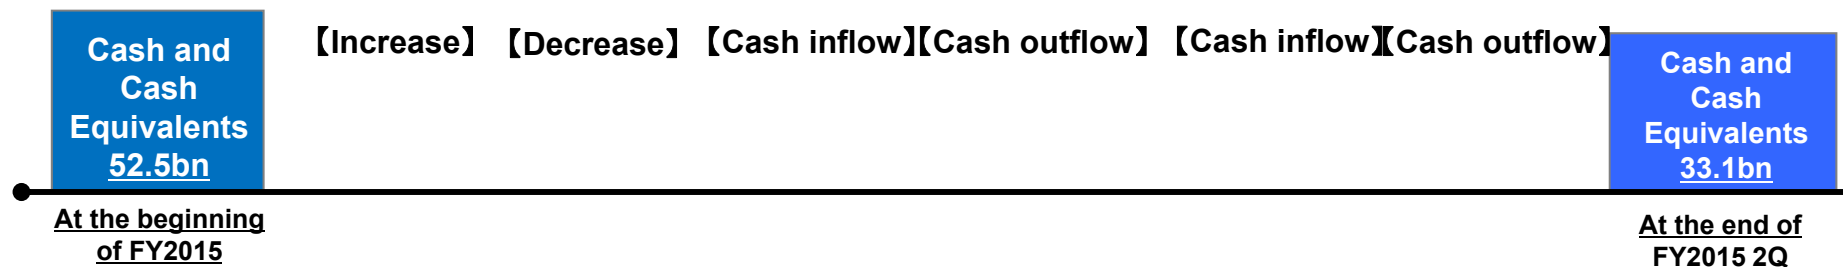 Cash and
Cash
Equivalents
52.5bn
【Increase】 【Decrease】 【Cash inflow】【Cash outflow】 【Cash inflow】【Cash outflow】
Cash and
Cash
Equivalents
33.1bn
At the beginning
of FY2015
At the end of
FY2015 2Q